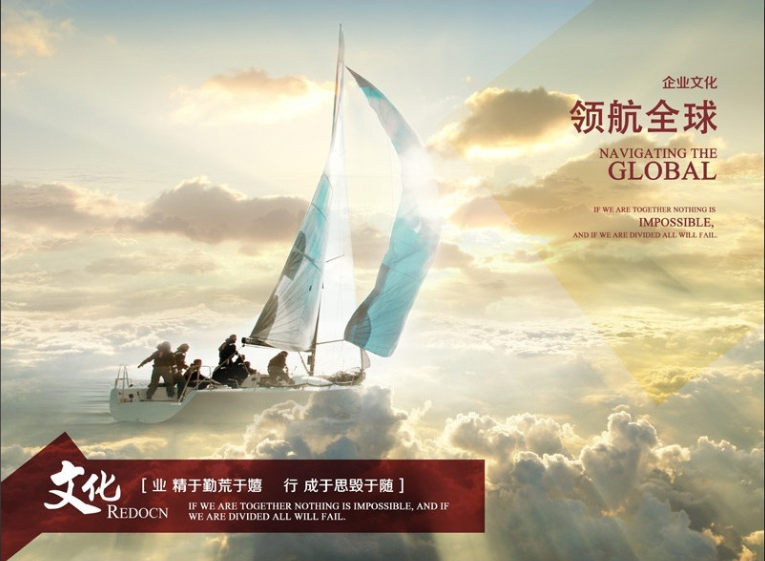 企业文化
领航全球
NAVIGATING THE
GLOBAL
IF WE ARE TOGETHER NOTHING IS
IMPOSSIBLE,
AND IF WE ARE DIVIDED ALL WILL FAIL.
文化
REDOCN
[ 业 精于勤荒于嬉 行 成于思毁于随 ]
IF WE ARE TOGETHER NOTHING IS IMPOSSIBLE, AND IF
WE ARE DIVIDED ALL WILL FAIL.